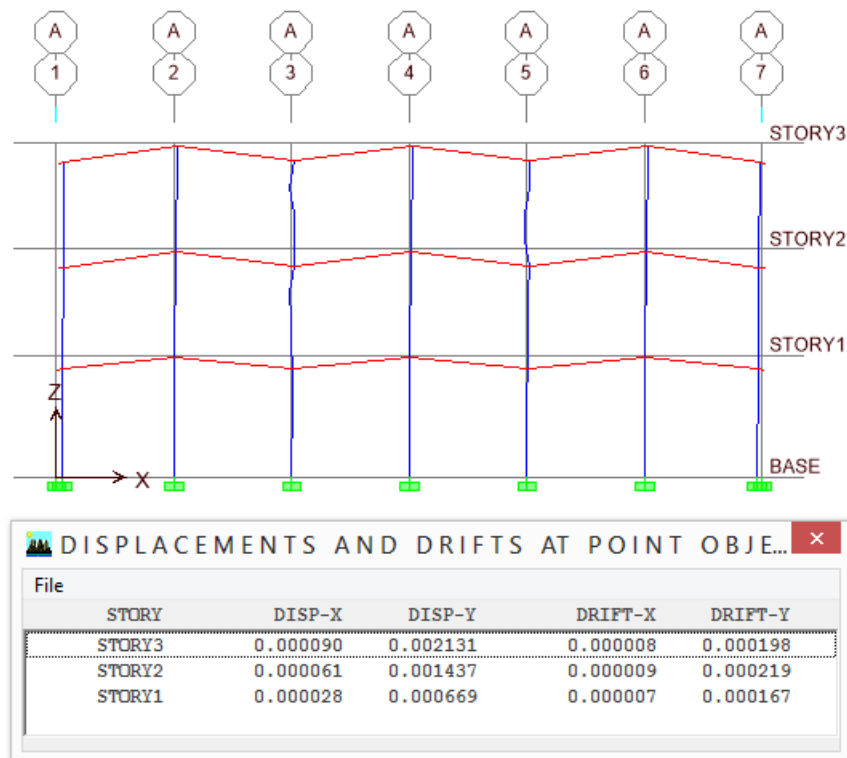 A A A A A A A
1 2 3 4 5 6 7
STORY3
STORY2
STORY1
Z
X
BASE
DISPLACEMENTS AND DRIFTS AT POINT OBJE...
File
STORY DISP-X DISP-Y DRIFT-X DRIFT-Y
STORY3 0.000090 0.002131 0.000008 0.000198
STORY2 0.000061 0.001437 0.000009 0.000219
STORY1 0.000028 0.000669 0.000007 0.000167